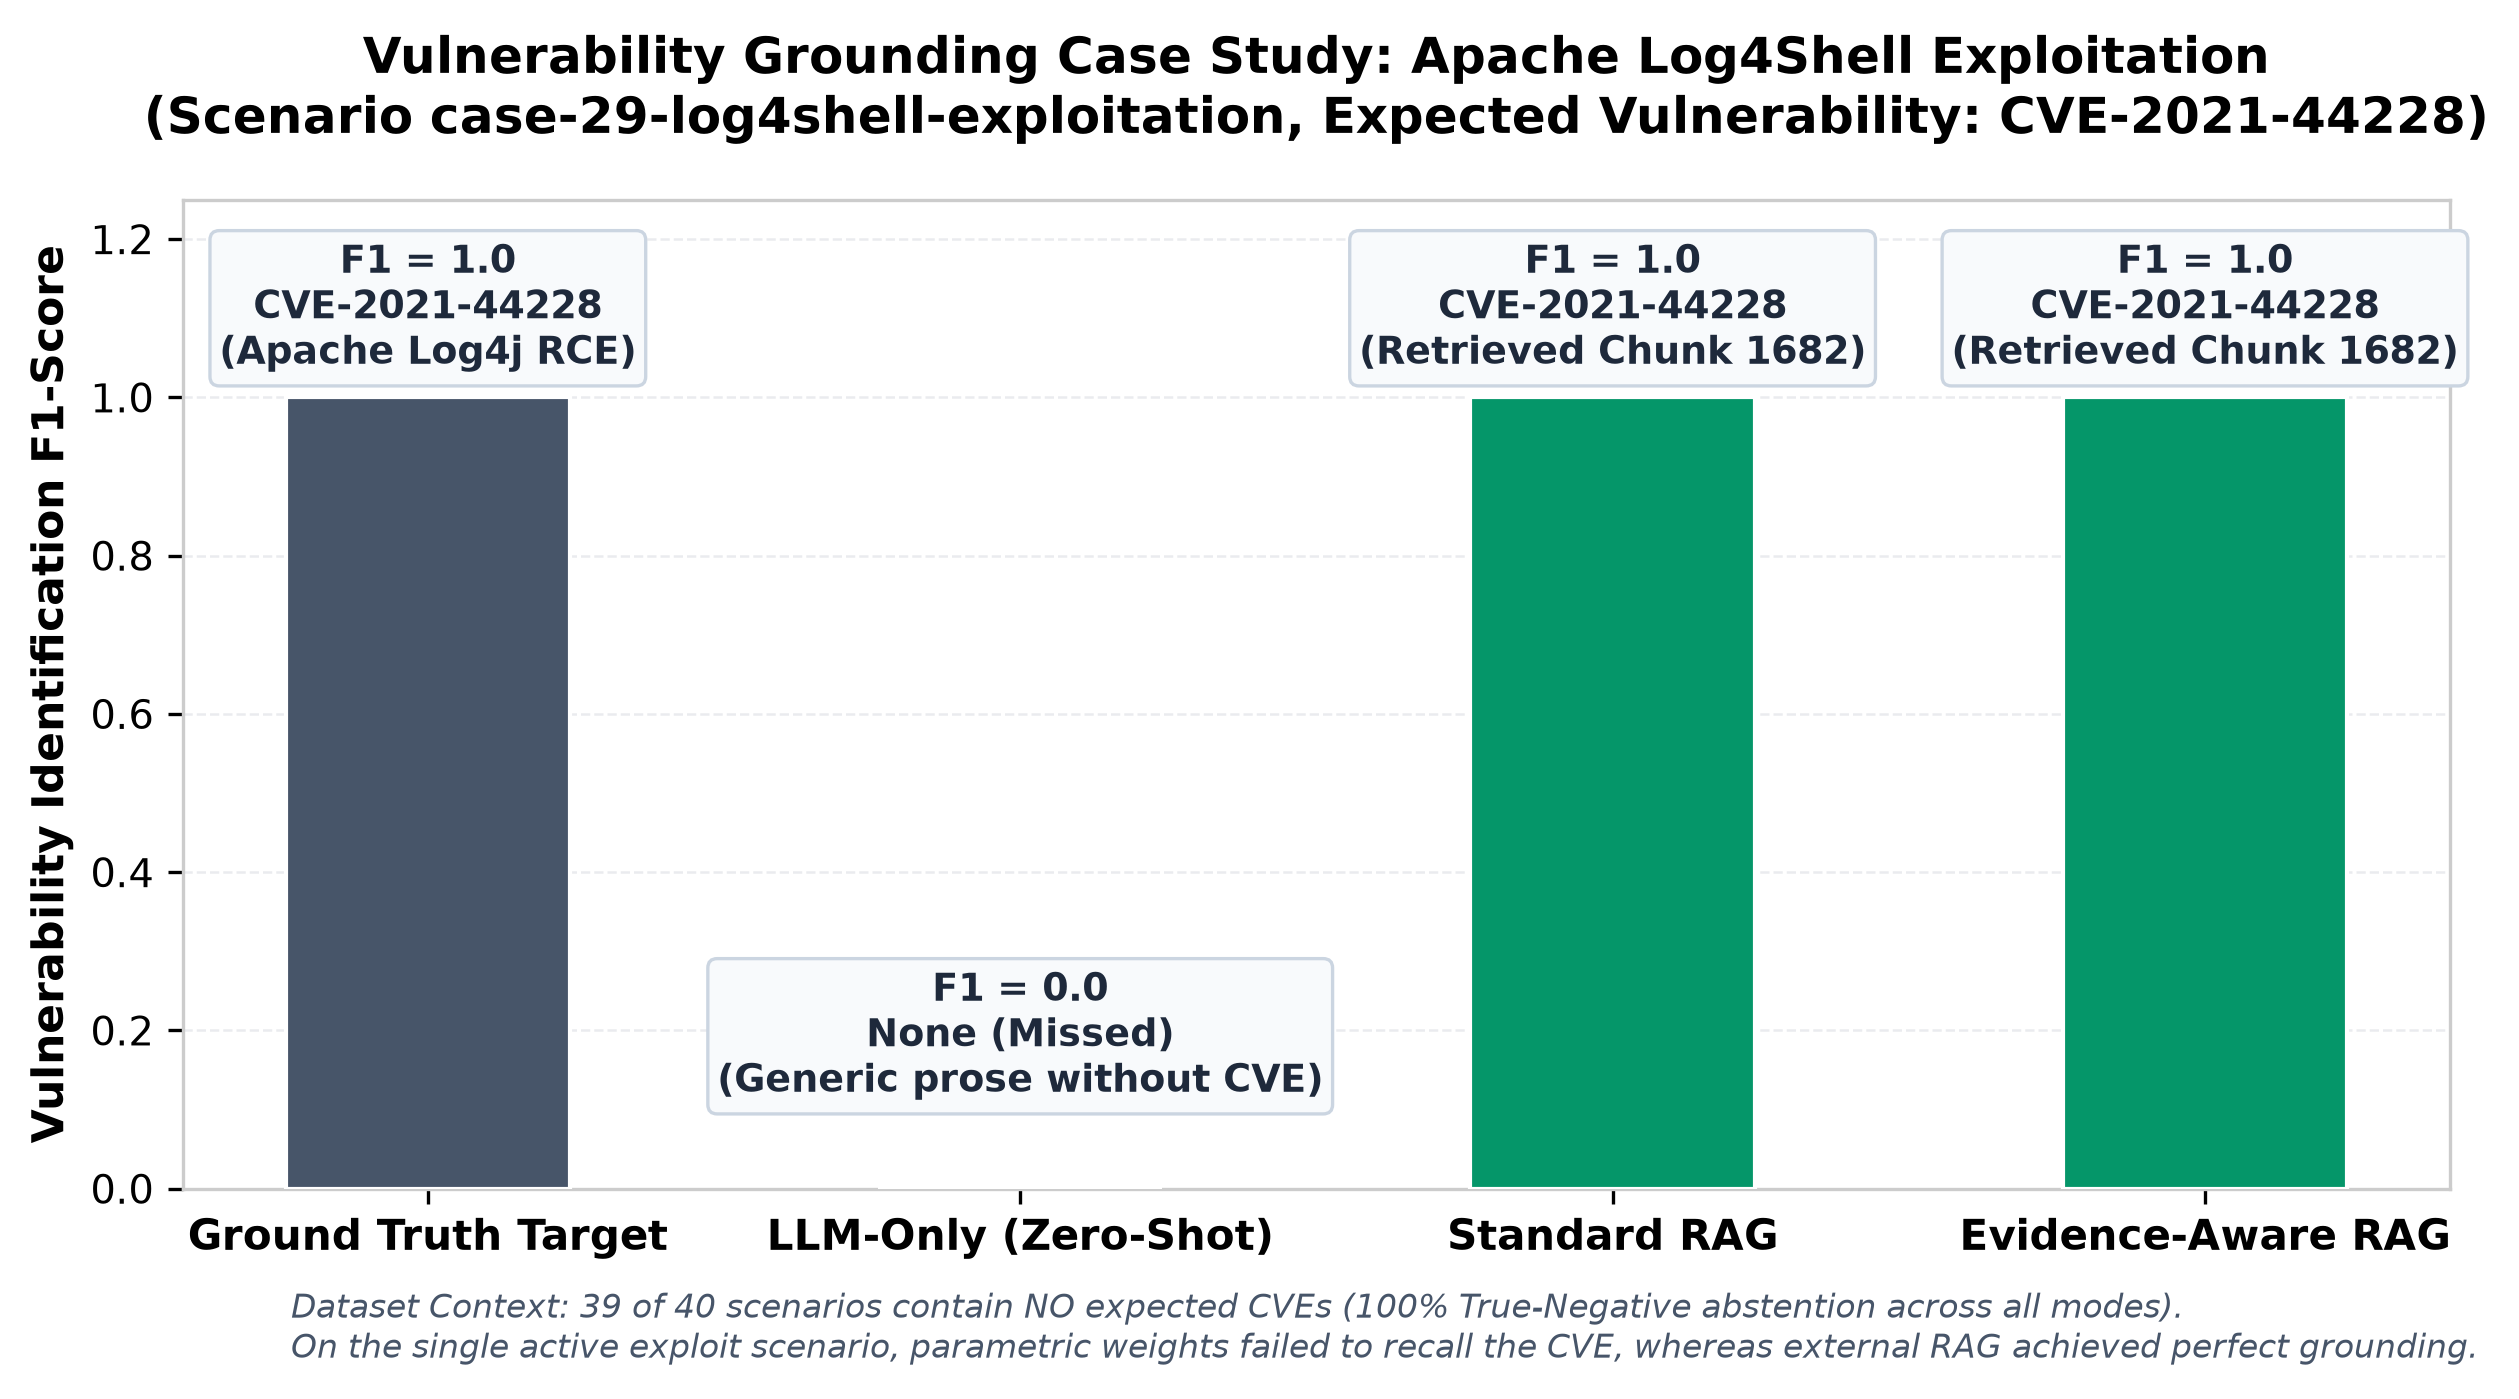 Vulnerability Grounding Case Study: Apache Log4Shell Exploitation
(Scenario case-29-log4shell-exploitation, Expected Vulnerability: CVE-2021-44228)
Vulnerability Identification F1-Score
1.2
1.0
0.8
0.6
0.4
0.2
0.0
F1 = 1.0
CVE-2021-44228
(Apache Log4j RCE)
F1 = 0.0
None (Missed)
(Generic prose without CVE)
F1 = 1.0
CVE-2021-44228
(Retrieved Chunk 1682)
F1 = 1.0
CVE-2021-44228
(Retrieved Chunk 1682)
Ground Truth Target
LLM-Only (Zero-Shot)
Standard RAG
Evidence-Aware RAG
Dataset Context: 39 of 40 scenarios contain NO expected CVEs (100% True-Negative abstention across all modes).
On the single active exploit scenario, parametric weights failed to recall the CVE, whereas external RAG achieved perfect grounding.